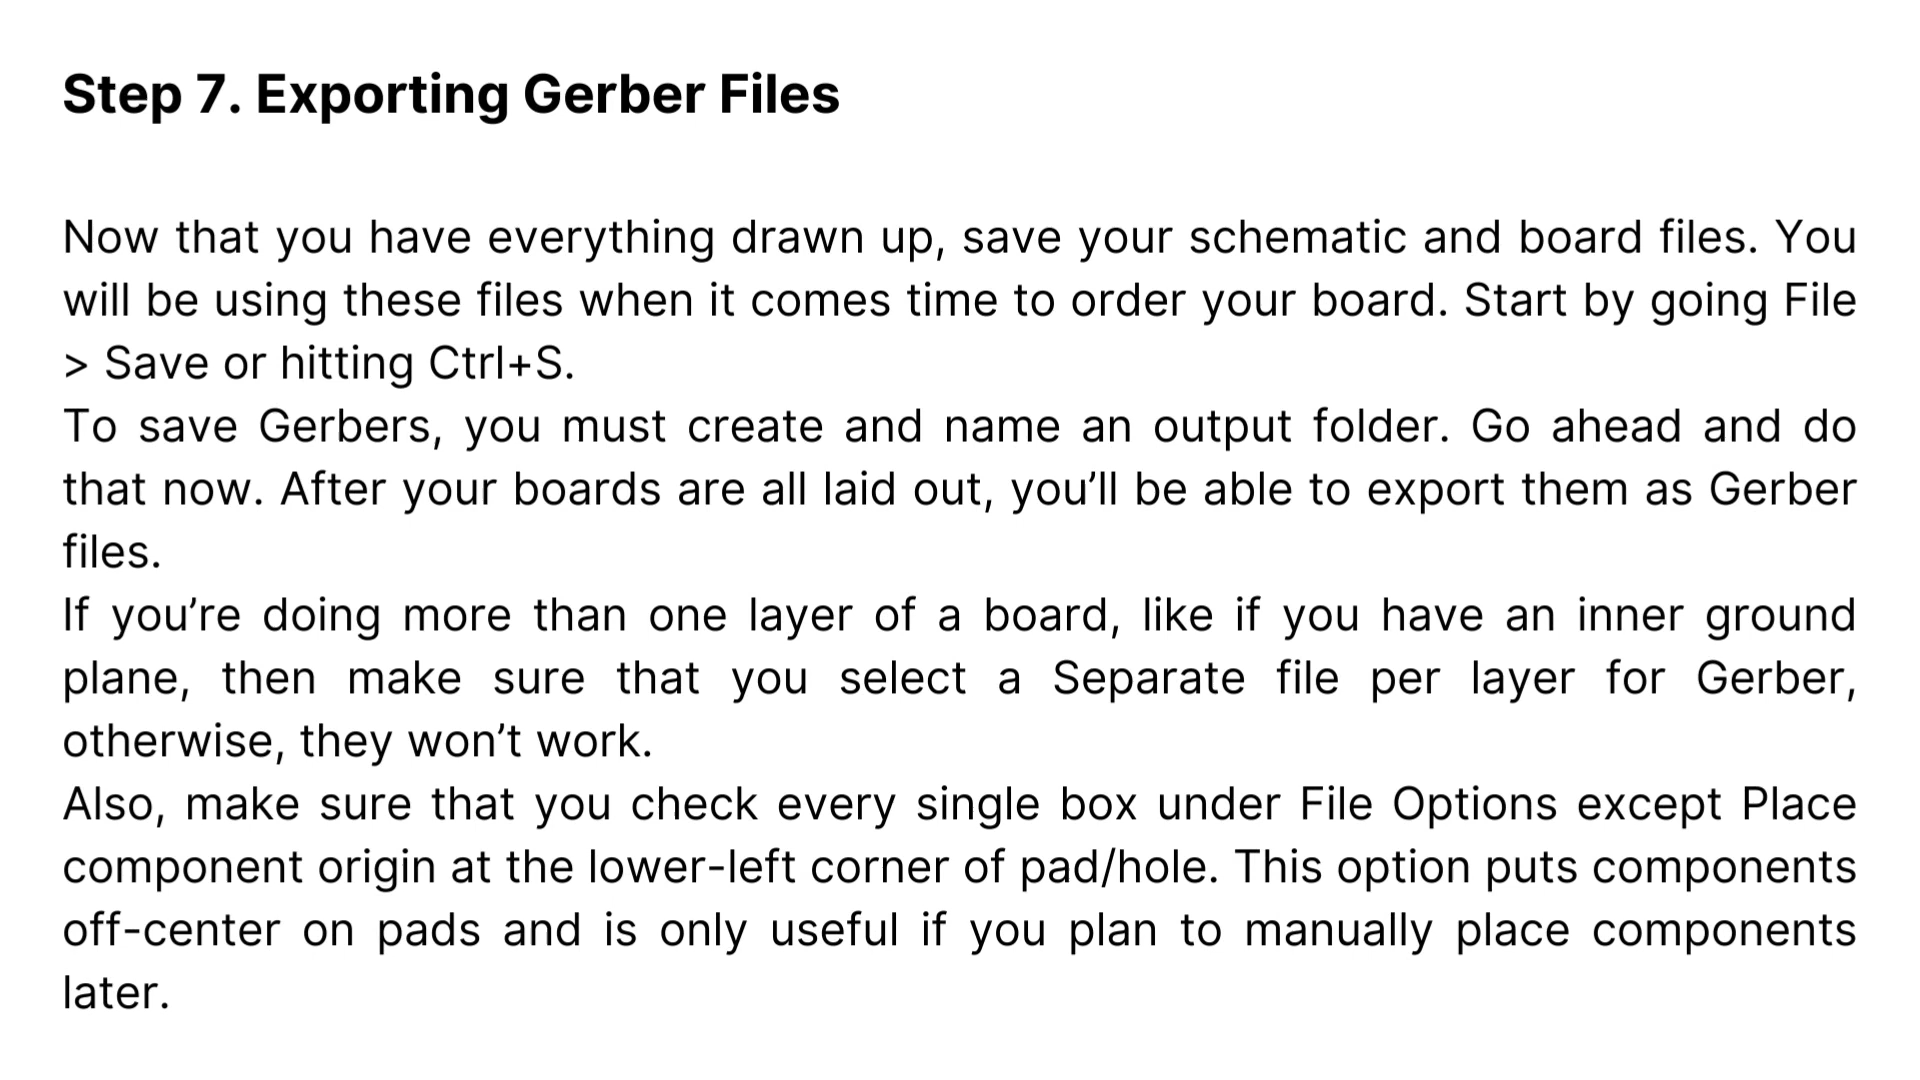 Step 7. Exporting Gerber Files
Now that you have everything drawn up, save your schematic and board files. You
will be using these files when it comes time to order your board. Start by going File
> Save or hitting Ctrl+S.
To save Gerbers, you must create and name an output folder. Go ahead and do
that now. After your boards are all laid out, you’ll be able to export them as Gerber
files.
If you’re doing more than one layer of a board, like if you have an inner ground
plane, then make sure that you select a Separate file per layer for Gerber,
otherwise, they won’t work.
Also, make sure that you check every single box under File Options except Place
component origin at the lower-left corner of pad/hole. This option puts components
off-center on pads and is only useful if you plan to manually place components
later.